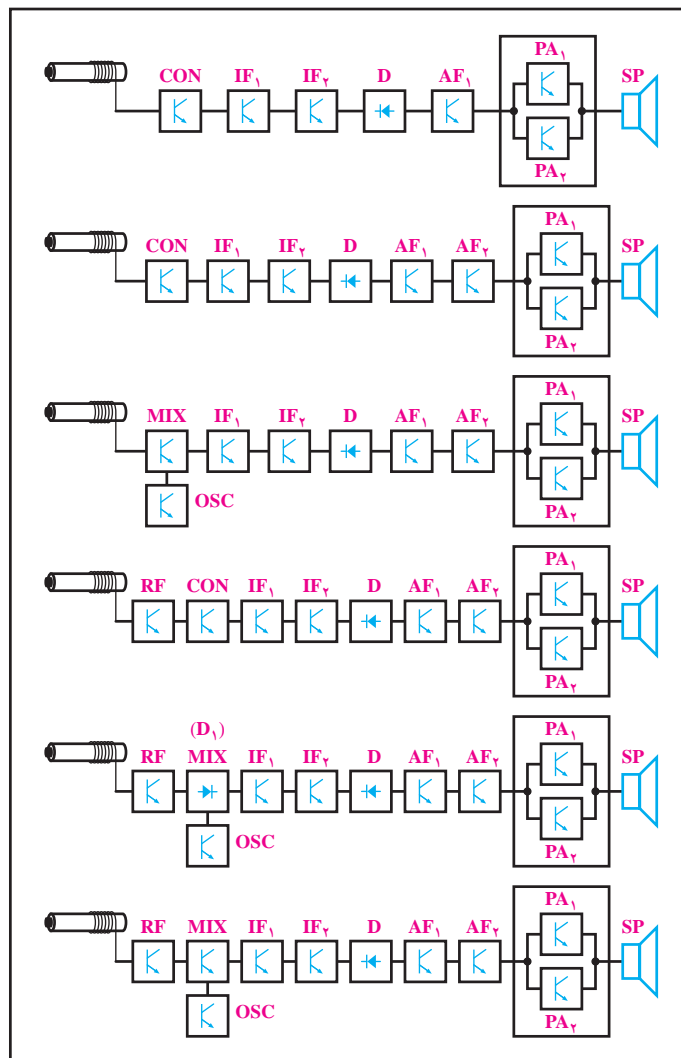 PA۱
CON IF۱ IF۲ D AF۱ SP
PA۲
PA۱
CON IF۱ IF۲ D AF۱ AF۲ SP
PA۲
PA۱
MIX IF۱ IF۲ D AF۱ AF۲ SP
OSC PA۲
PA۱
RF CON IF۱ IF۲ D AF۱ AF۲ SP
PA۲
(D۱) PA۱
RF MIX IF۱ IF۲ D AF۱ AF۲ SP
OSC PA۲
PA۱
RF MIX IF۱ IF۲ D AF۱ AF۲ SP
OSC PA۲